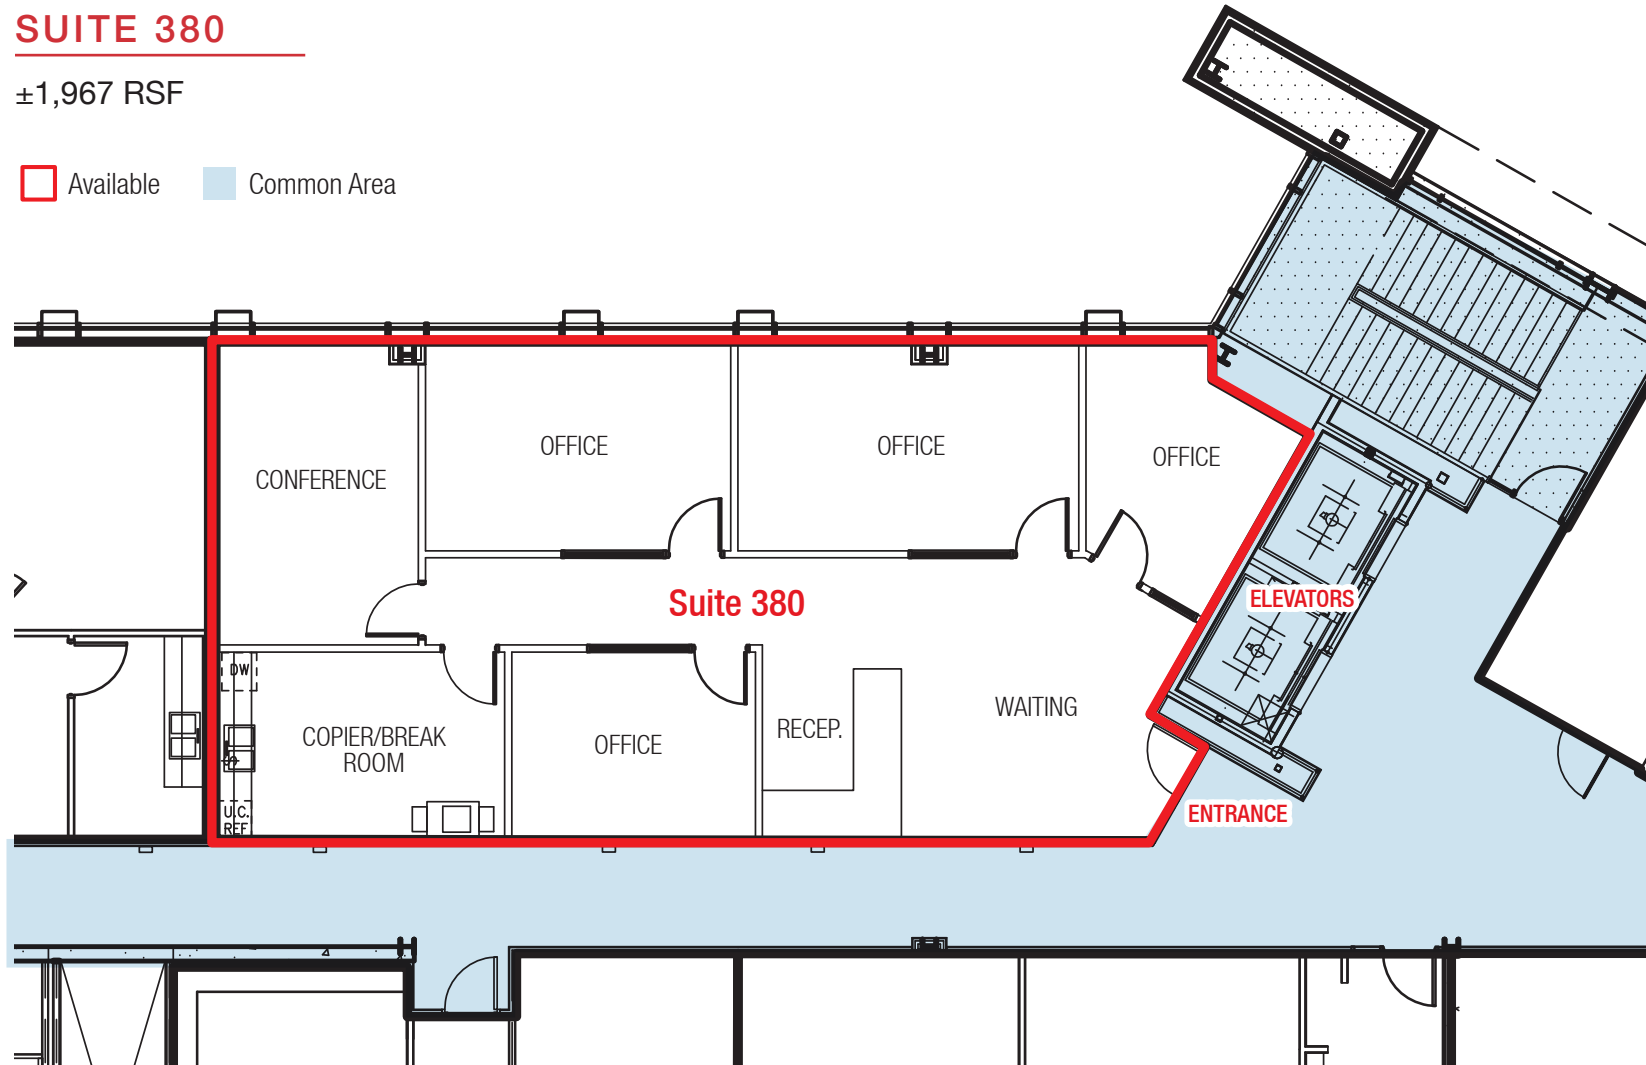 SUITE 380
±1,967 RSF
Available
Common Area
OFFICE
OFFICE
OFFICE
CONFERENCE
Suite 380
ELEVATORS
DW
WAITING
RECEP.
COPIER/BREAK
ROOM
OFFICE
U.C.
REF
ENTRANCE